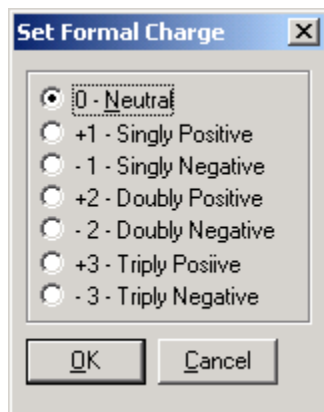 Set Formal Charge
0 - Neutral
+1 - Singly Positive
- 1 - Singly Negative
+2 - Doubly Positive
- 2 - Doubly Negative
+3 - Triply Posiive
- 3 - Triply Negative
OK Cancel